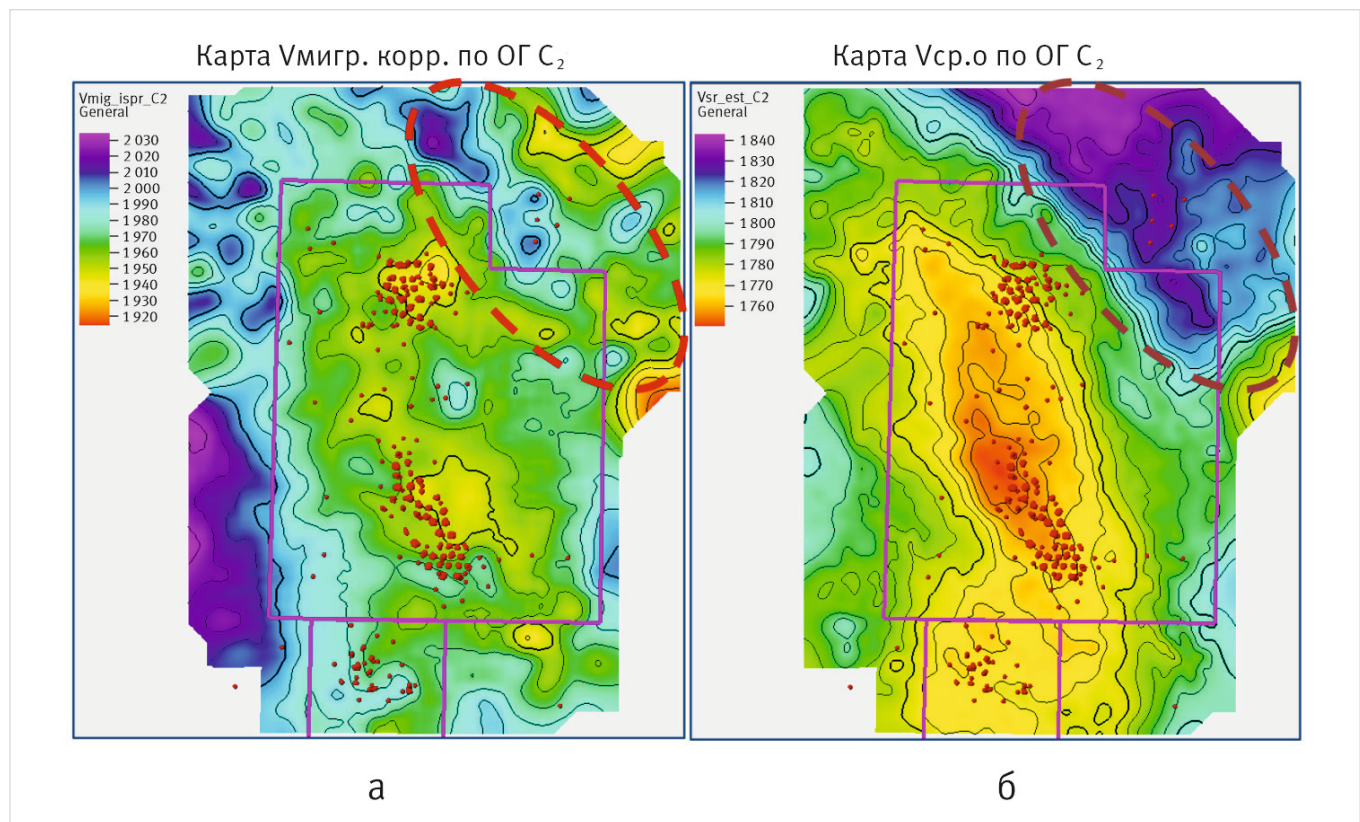 Карта Vмигр. корр. по ОГ C₂
Карта Vср.о по ОГ C₂
Vmig_ispr_C2
General
2 030
2 020
2 010
2 000
1 990
1 980
1 970
1 960
1 950
1 940
1 930
1 920
Vsr_est_C2
General
1 840
1 830
1 820
1 810
1 800
1 790
1 780
1 770
1 760
а
б